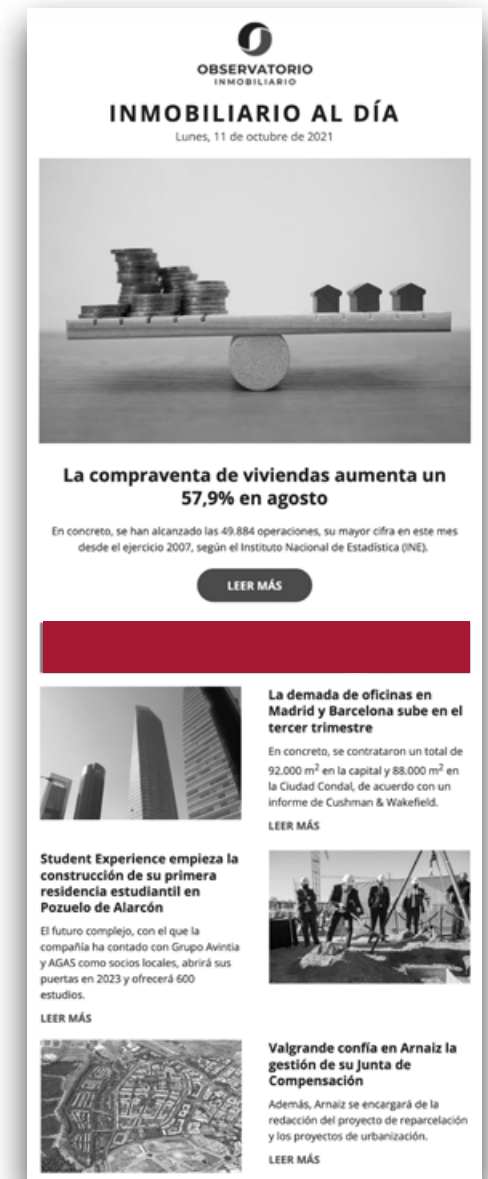 OBSERVATORIO
INMOBILIARIO
INMOBILIARIO AL DÍA
Lunes, 11 de octubre de 2021
La compraventa de viviendas aumenta un
57,9% en agosto
En concreto, se han alcanzado las 49.884 operaciones, su mayor cifra en este mes
desde el ejercicio 2007, según el Instituto Nacional de Estadística (INE).
LEER MÁS
La demada de oficinas en
Madrid y Barcelona sube en el
tercer trimestre
En concreto, se contrataron un total de
92.000 m² en la capital y 88.000 m² en
la Ciudad Condal, de acuerdo con un
informe de Cushman & Wakefield.
LEER MÁS
Student Experience empieza la
construcción de su primera
residencia estudiantil en
Pozuelo de Alarcón
El futuro complejo, con el que la
compañía ha contado con Grupo Avintia
y AGAS como socios locales, abrirá sus
puertas en 2023 y ofrecerá 600
estudios.
LEER MÁS
Valgrande confía en Arnaiz la
gestión de su Junta de
Compensación
Además, Arnaiz se encargará de la
redacción del proyecto de reparcelación
y los proyectos de urbanización.
LEER MÁS